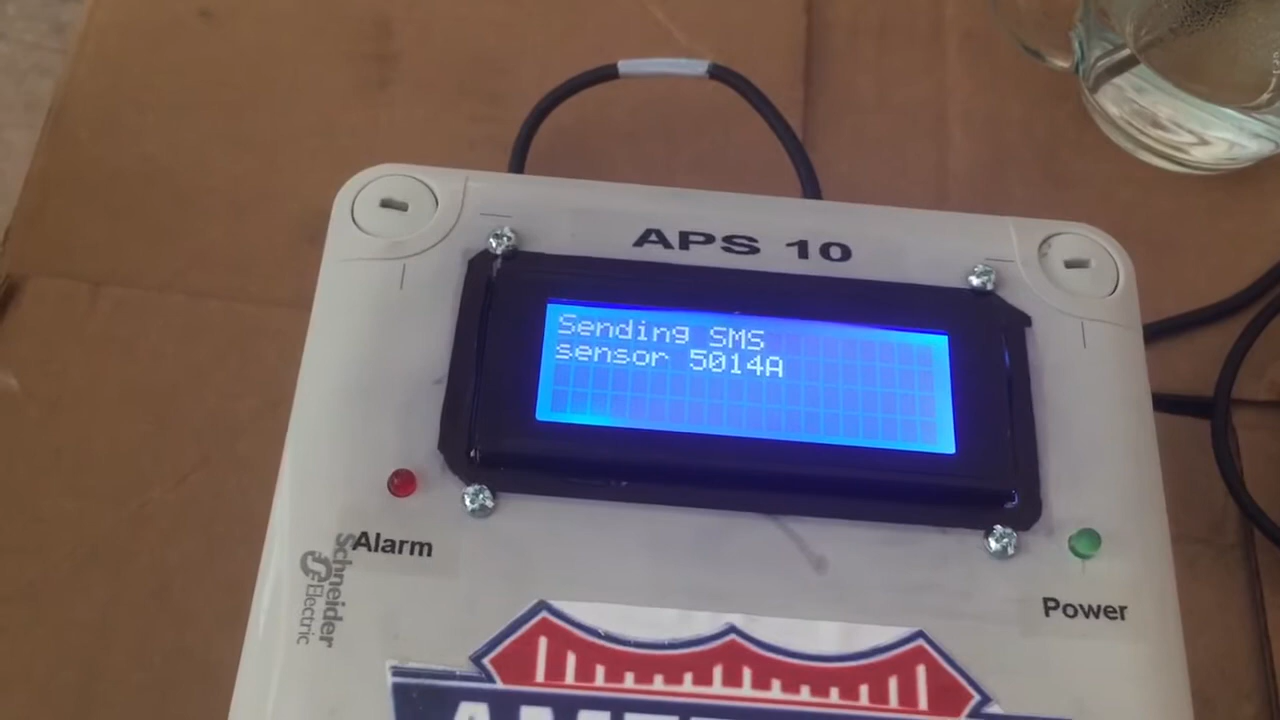 APS 10
Sending SMS
sensor 5014A
Alarm
Schneider
Electric
Power